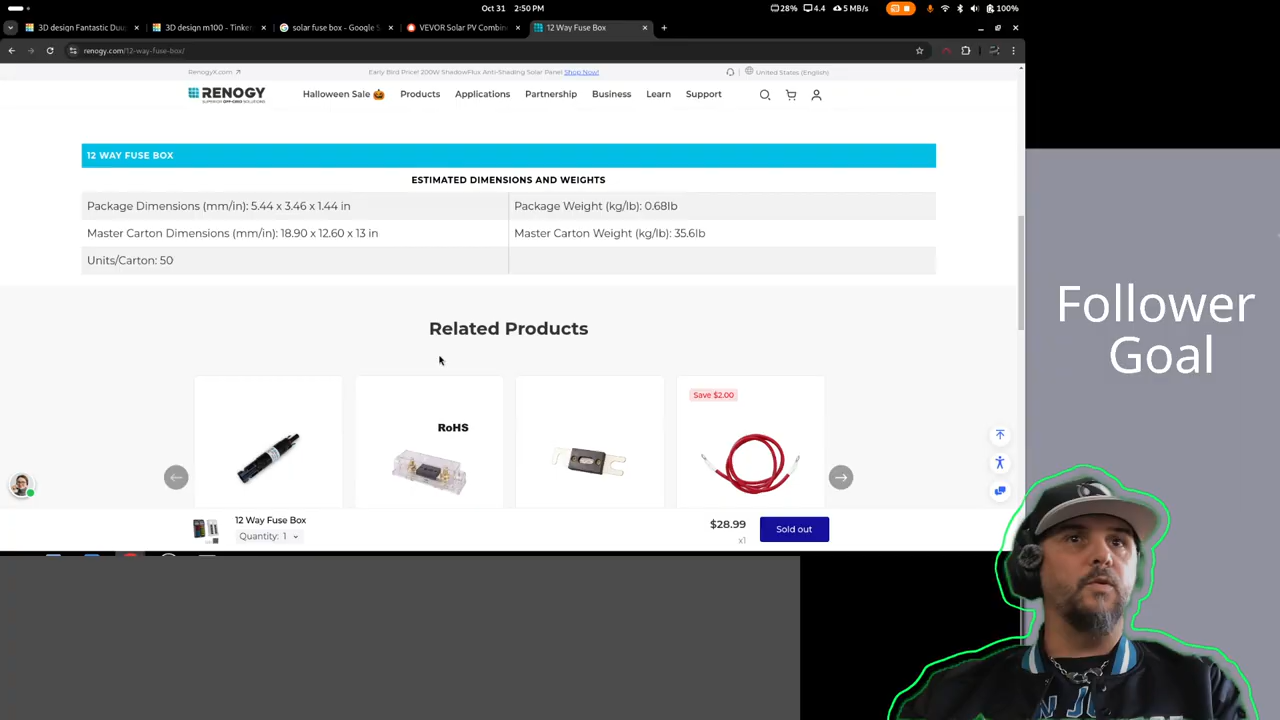 Oct 31 2:50 PM
28% 4.4 5 MB/s 100%
3D design Fantastic Du
3D design m100 - Tinker
solar fuse box - Google S
VEVOR Solar PV Combin
12 Way Fuse Box
renogy.com/12-way-fuse-box/
RenogyX.com
Early Bird Price! 200W ShadowFlux Anti-Shading Solar Panel Shop Now!
United States (English)
RENOGY
Halloween Sale Products Applications Partnership Business Learn Support
12 WAY FUSE BOX
ESTIMATED DIMENSIONS AND WEIGHTS
Package Dimensions (mm/in): 5.44 x 3.46 x 1.44 in
Package Weight (kg/lb): 0.68lb
Master Carton Dimensions (mm/in): 18.90 x 12.60 x 13 in
Master Carton Weight (kg/lb): 35.6lb
Units/Carton: 50
Related Products
RoHS
Save $2.00
12 Way Fuse Box
Quantity: 1
$28.99
x1
Sold out
Follower
Goal